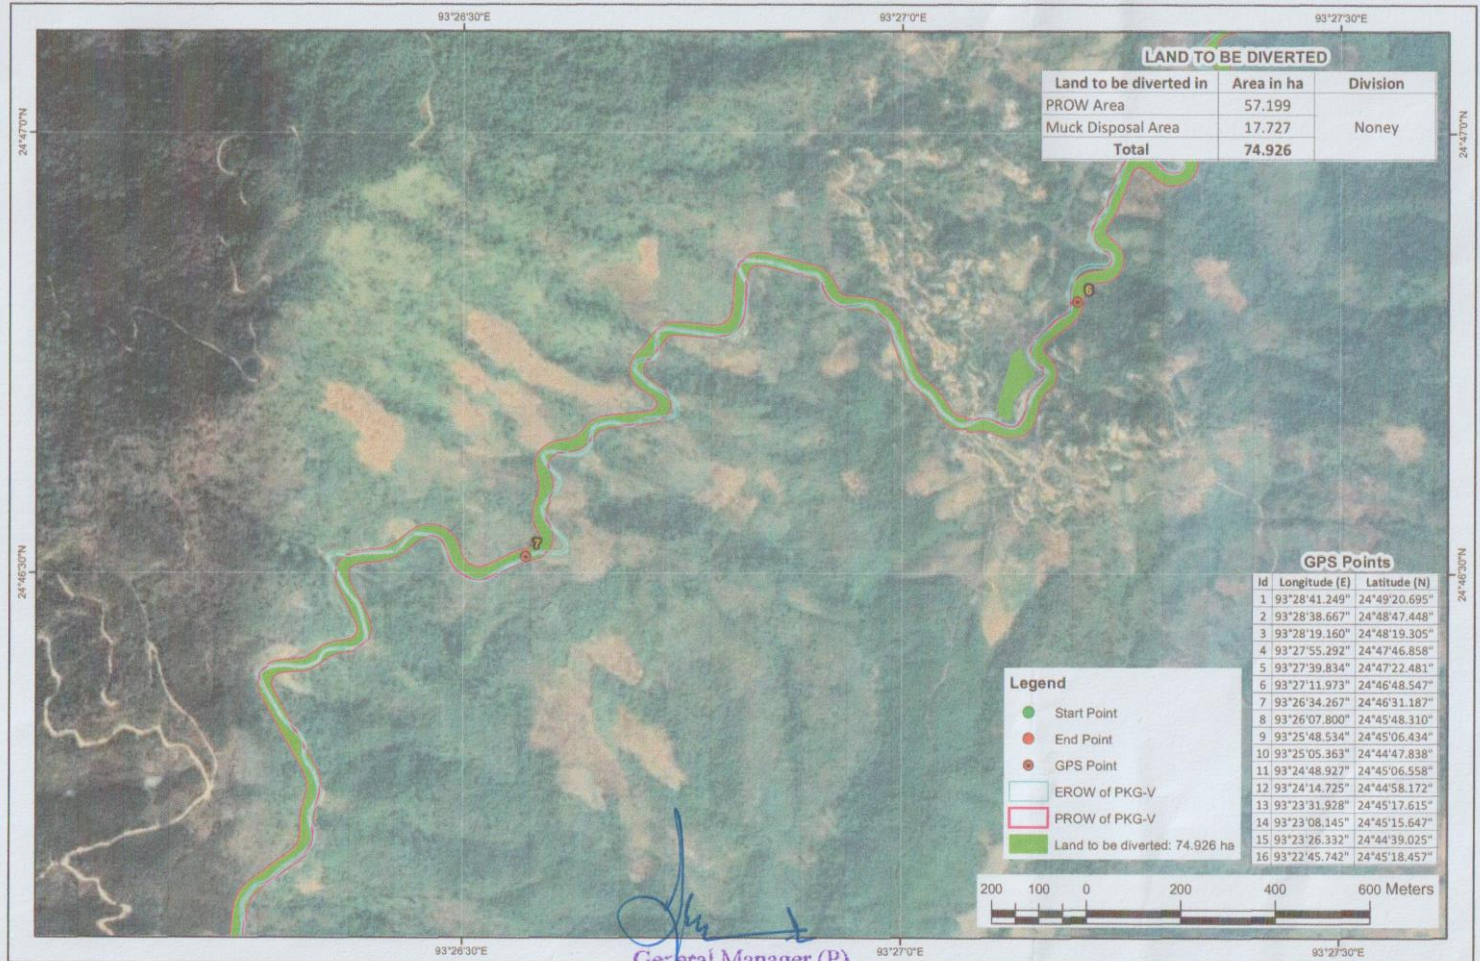 93°26'30"E 93°27'0"E 93°27'30"E
LAND TO BE DIVERTED
Land to be diverted in Area in ha Division
PROW Area 57.199
Muck Disposal Area 17.727 Noney
Total 74.926
24°47'0"N 24°47'0"N
6
7
24°46'30"N 24°46'30"N
GPS Points
Id Longitude (E) Latitude (N)
1 93°28'41.249" 24°49'20.695"
2 93°28'38.667" 24°48'47.448"
3 93°28'19.160" 24°48'19.305"
4 93°27'55.292" 24°47'46.858"
5 93°27'39.834" 24°47'22.481"
6 93°27'11.973" 24°46'48.547"
7 93°26'34.267" 24°46'31.187"
8 93°26'07.800" 24°45'48.310"
9 93°25'48.534" 24°45'06.434"
10 93°25'05.363" 24°44'47.838"
11 93°24'48.927" 24°45'06.558"
12 93°24'14.725" 24°44'58.172"
13 93°23'31.928" 24°45'17.615"
14 93°23'08.145" 24°45'15.647"
15 93°23'26.332" 24°44'39.025"
16 93°22'45.742" 24°45'18.457"
Legend
Start Point
End Point
GPS Point
EROW of PKG-V
PROW of PKG-V
Land to be diverted: 74.926 ha
200 100 0 200 400 600 Meters
93°26'30"E 93°27'0"E 93°27'30"E
General Manager (P)